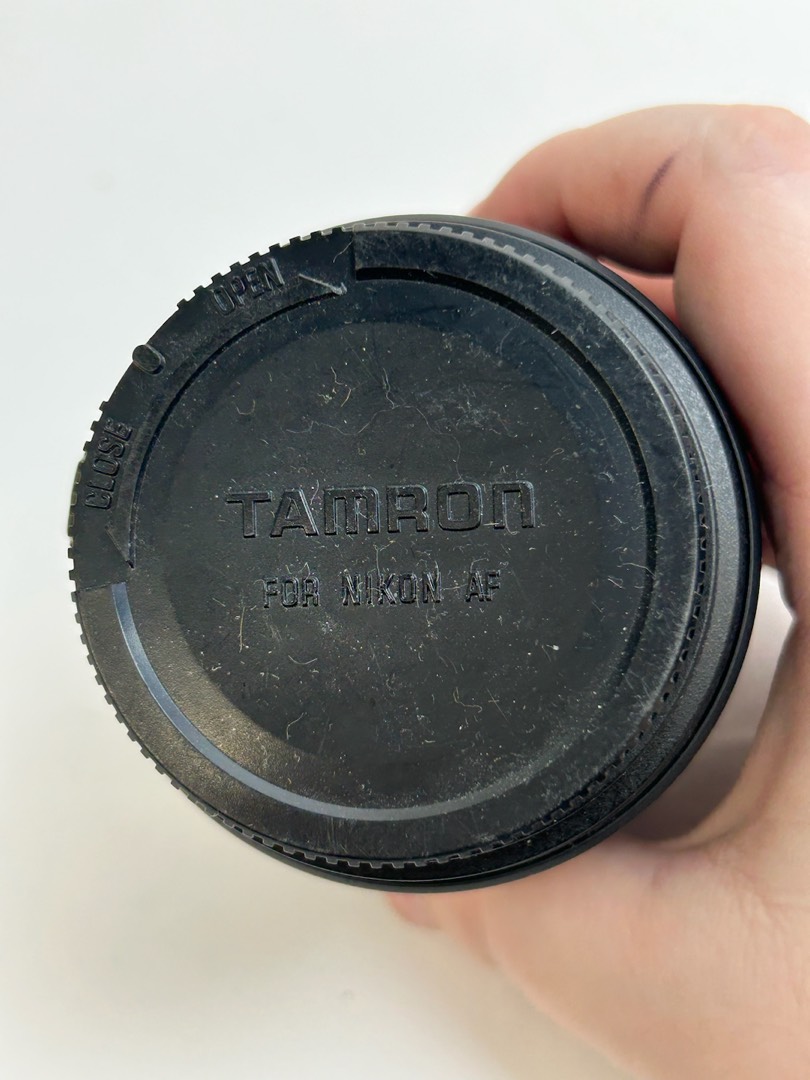 OPEN
CLOSE
TAMRON
FOR NIKON AF